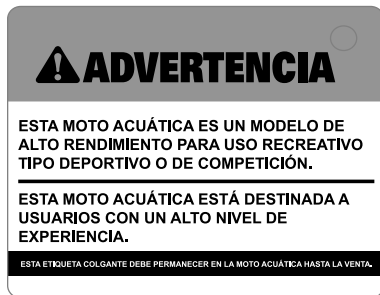 ADVERTENCIA
ESTA MOTO ACUÁTICA ES UN MODELO DE
ALTO RENDIMIENTO PARA USO RECREATIVO
TIPO DEPORTIVO O DE COMPETICIÓN.
ESTA MOTO ACUÁTICA ESTÁ DESTINADA A
USUARIOS CON UN ALTO NIVEL DE
EXPERIENCIA.
ESTA ETIQUETA COLGANTE DEBE PERMANECER EN LA MOTO ACUÁTICA HASTA LA VENTA.